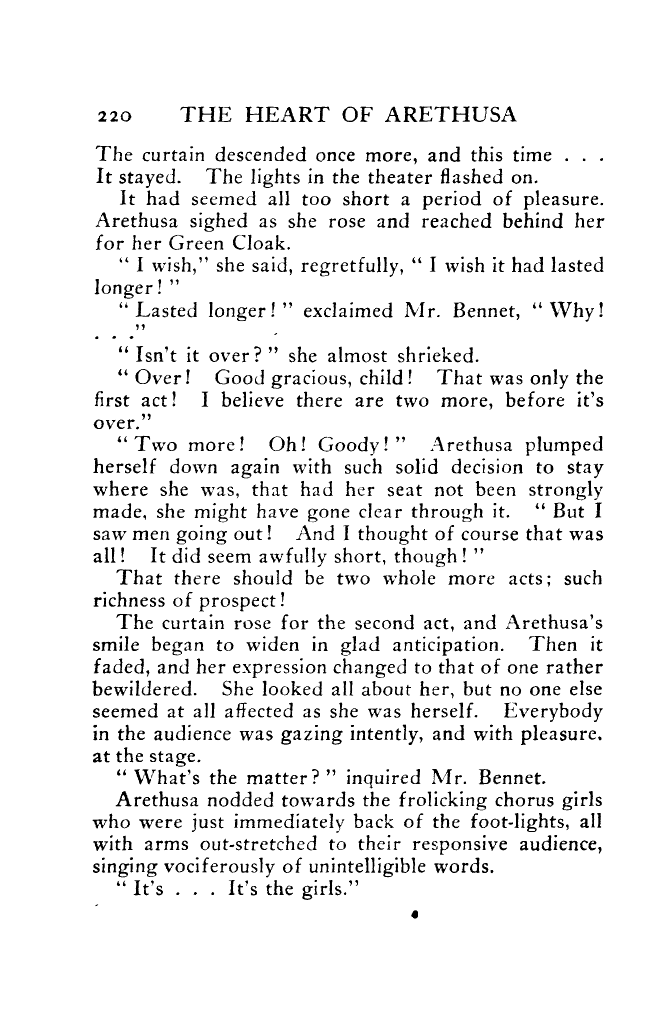 220 THE HEART OF ARETHUSA
The curtain descended once more, and this time . . .
It stayed. The lights in the theater flashed on.
It had seemed all too short a period of pleasure.
Arethusa sighed as she rose and reached behind her
for her Green Cloak.
“ I wish,” she said, regretfully, “ I wish it had lasted
longer! ”
“ Lasted longer! ” exclaimed Mr. Bennet, “ Why!
. . .”
“ Isn’t it over? ” she almost shrieked.
“ Over! Good gracious, child! That was only the
first act! I believe there are two more, before it’s
over.”
“ Two more! Oh! Goody! ” Arethusa plumped
herself down again with such solid decision to stay
where she was, that had her seat not been strongly
made, she might have gone clear through it. “ But I
saw men going out! And I thought of course that was
all! It did seem awfully short, though! ”
That there should be two whole more acts; such
richness of prospect!
The curtain rose for the second act, and Arethusa’s
smile began to widen in glad anticipation. Then it
faded, and her expression changed to that of one rather
bewildered. She looked all about her, but no one else
seemed at all affected as she was herself. Everybody
in the audience was gazing intently, and with pleasure.
at the stage.
“ What’s the matter? ” inquired Mr. Bennet.
Arethusa nodded towards the frolicking chorus girls
who were just immediately back of the foot-lights, all
with arms out-stretched to their responsive audience,
singing vociferously of unintelligible words.
“ It’s . . . It’s the girls.”